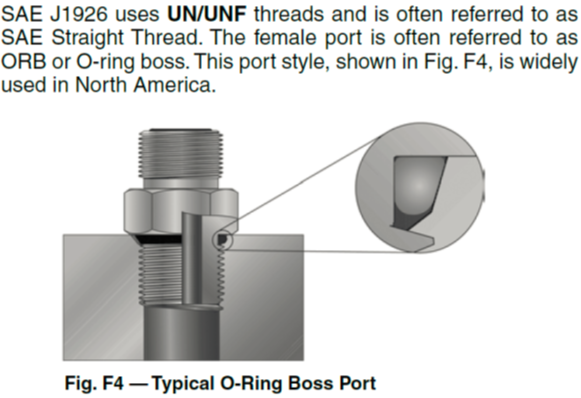 SAE J1926 uses UN/UNF threads and is often referred to as
SAE Straight Thread. The female port is often referred to as
ORB or O-ring boss. This port style, shown in Fig. F4, is widely
used in North America.
Fig. F4 — Typical O-Ring Boss Port